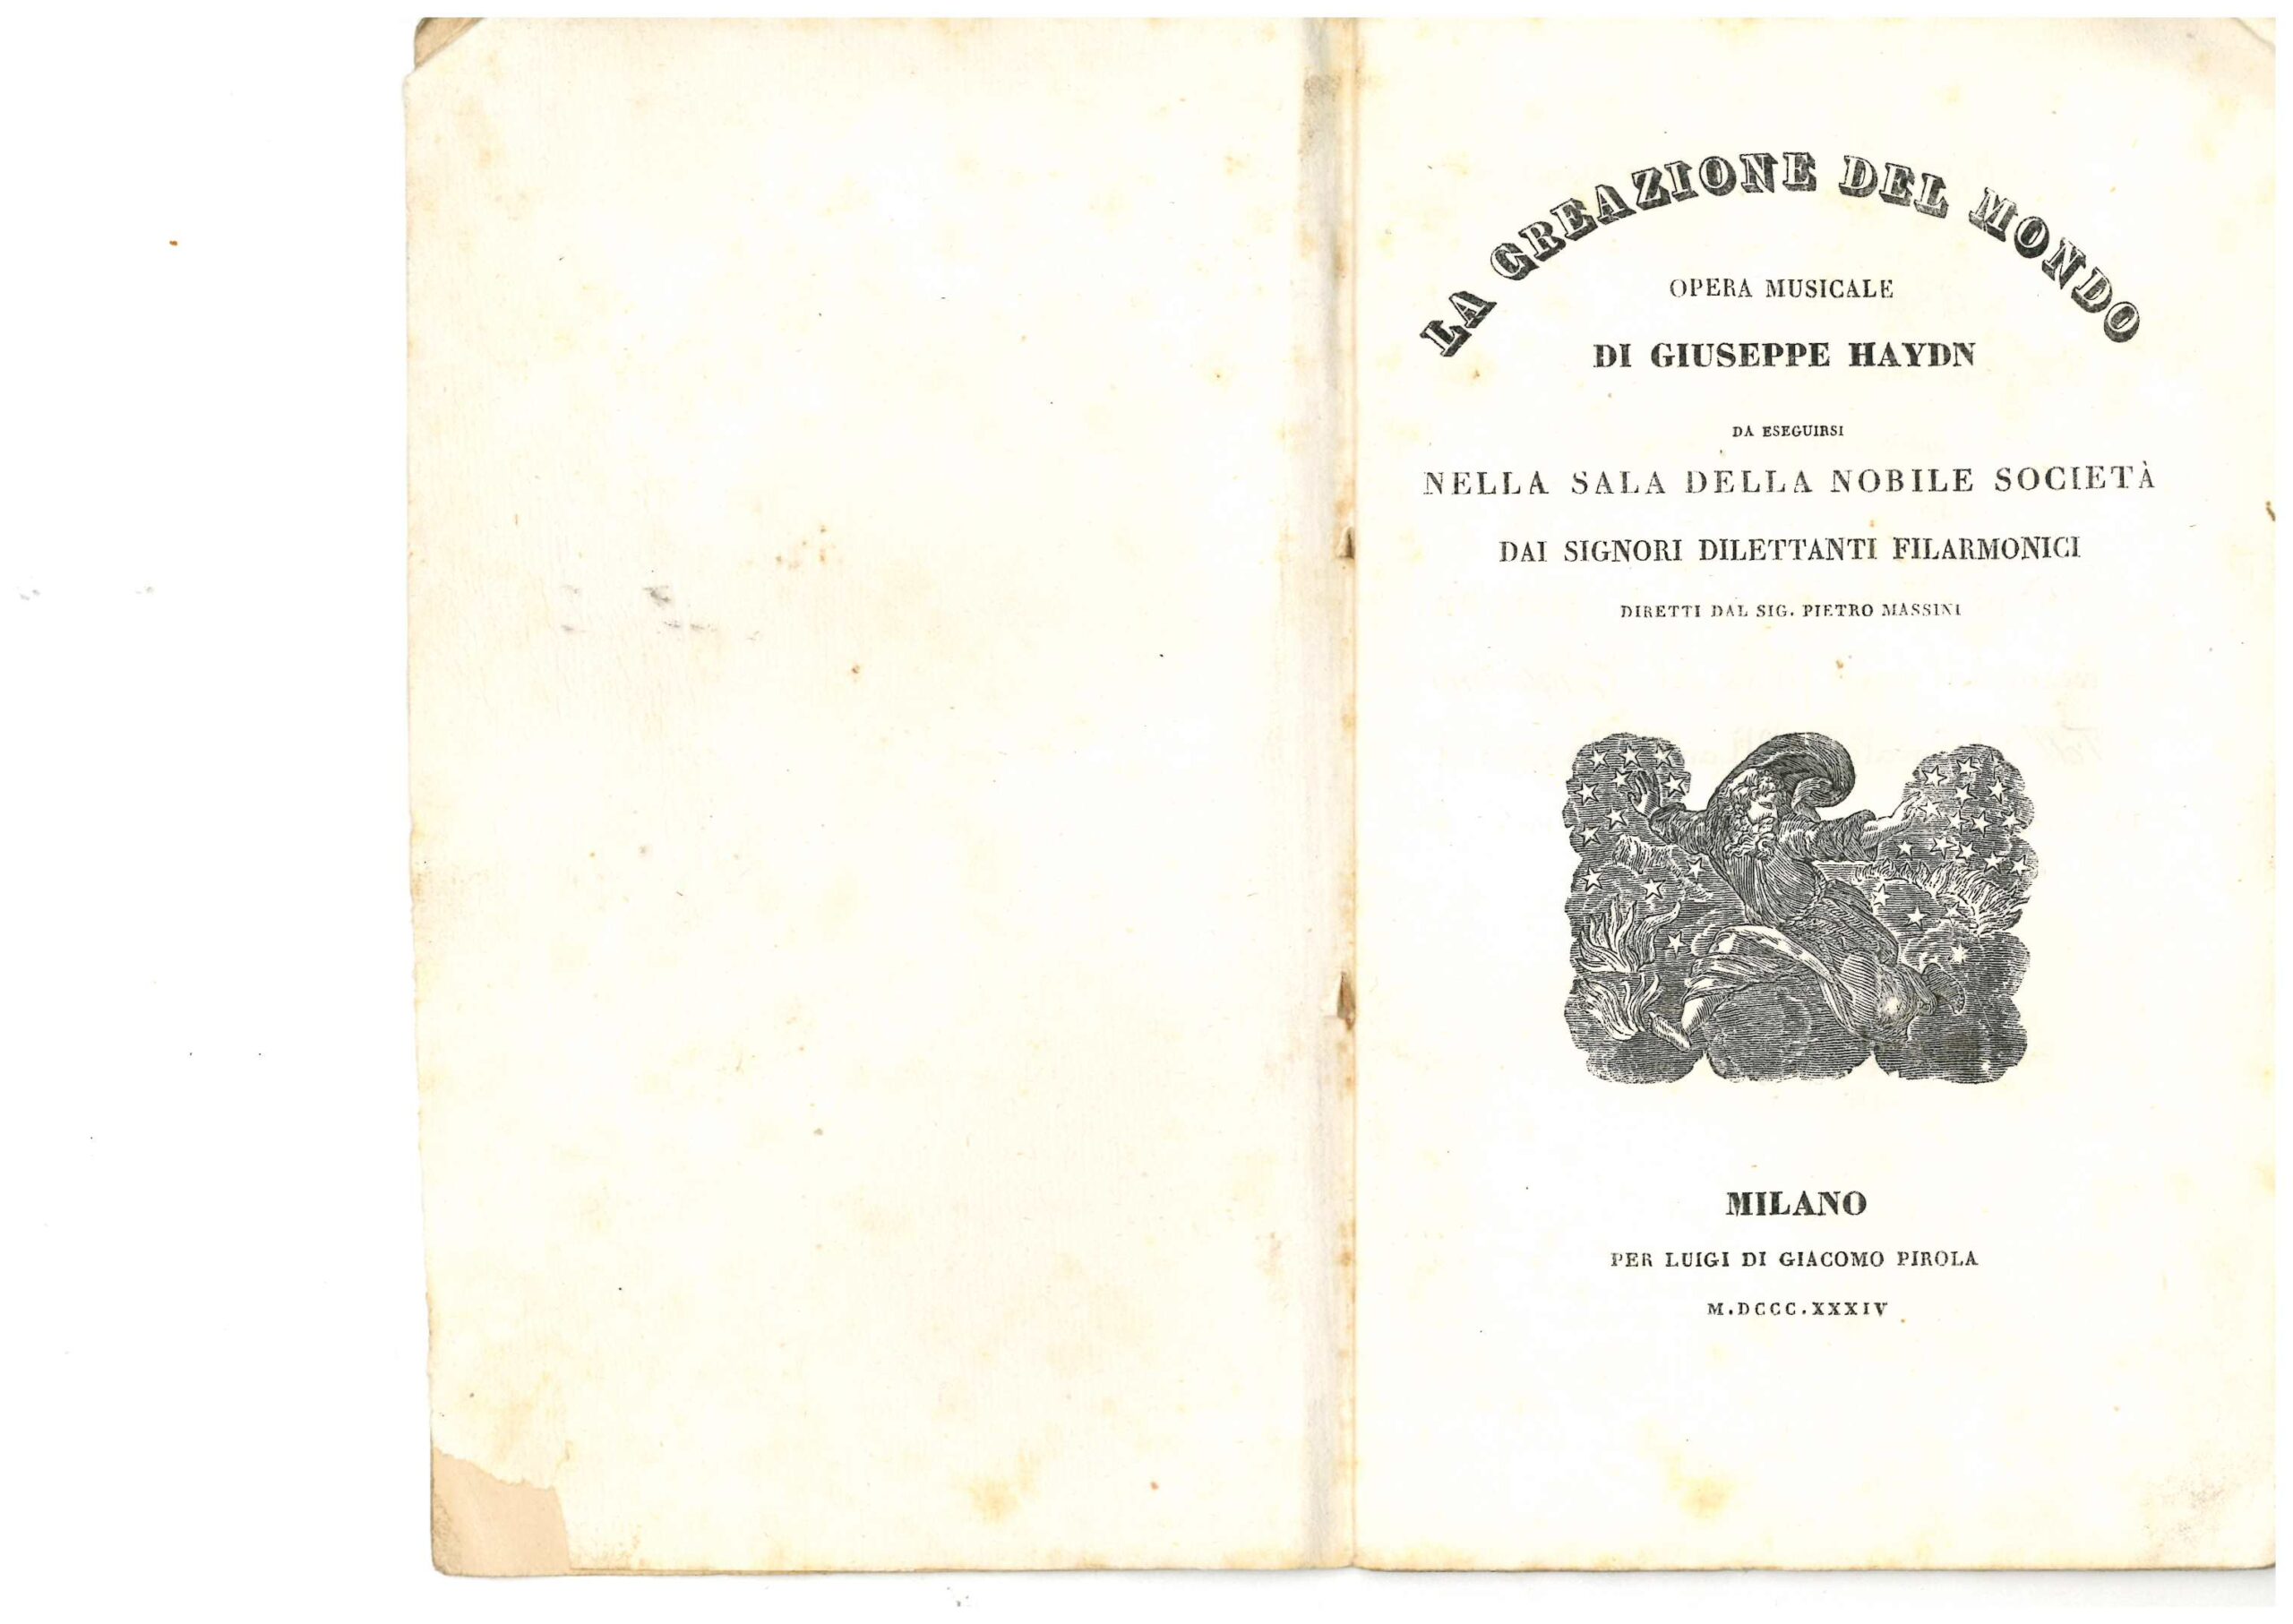 LA CREAZIONE DEL MONDO
OPERA MUSICALE
DI GIUSEPPE HAYDN
DA ESEGUIRSI
NELLA SALA DELLA NOBILE SOCIETÀ
DAI SIGNORI DILETTANTI FILARMONICI
DIRETTI DAL SIG. PIETRO MASSINI
MILANO
PER LUIGI DI GIACOMO PIROLA
M.DCCC.XXXIV